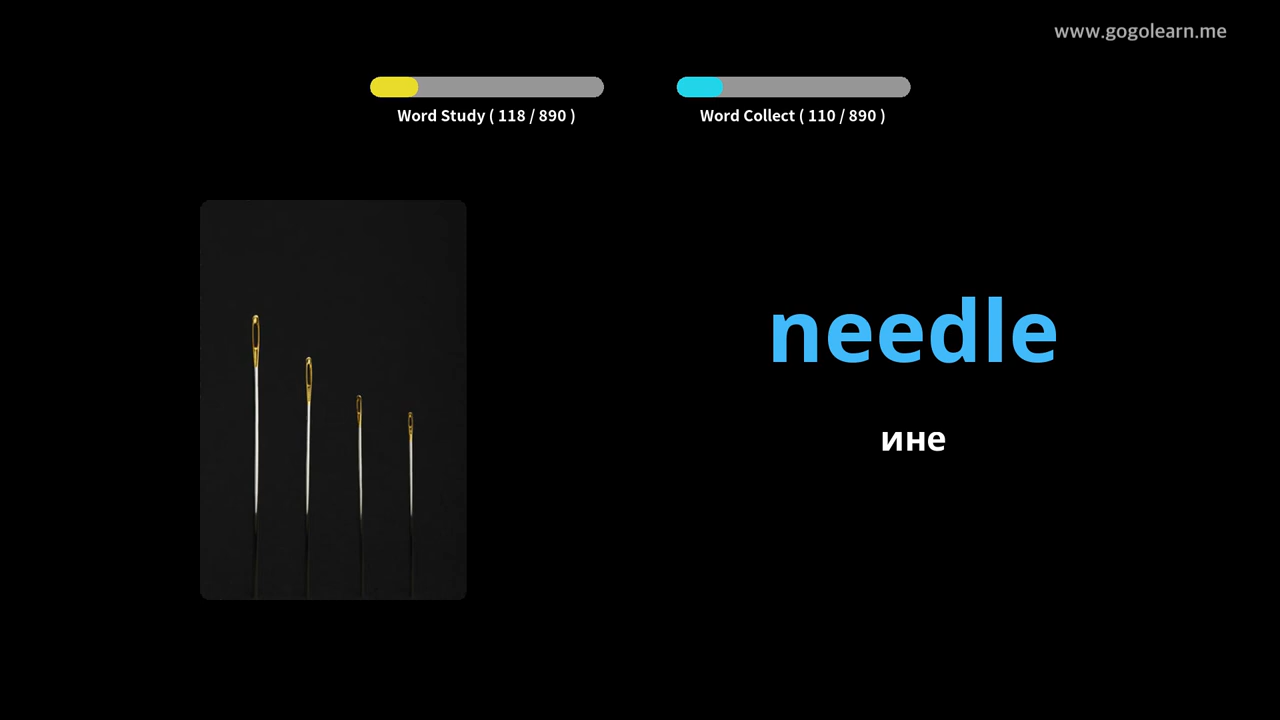 www.gogolearn.me
Word Study ( 118 / 890 )
Word Collect ( 110 / 890 )
needle
ине